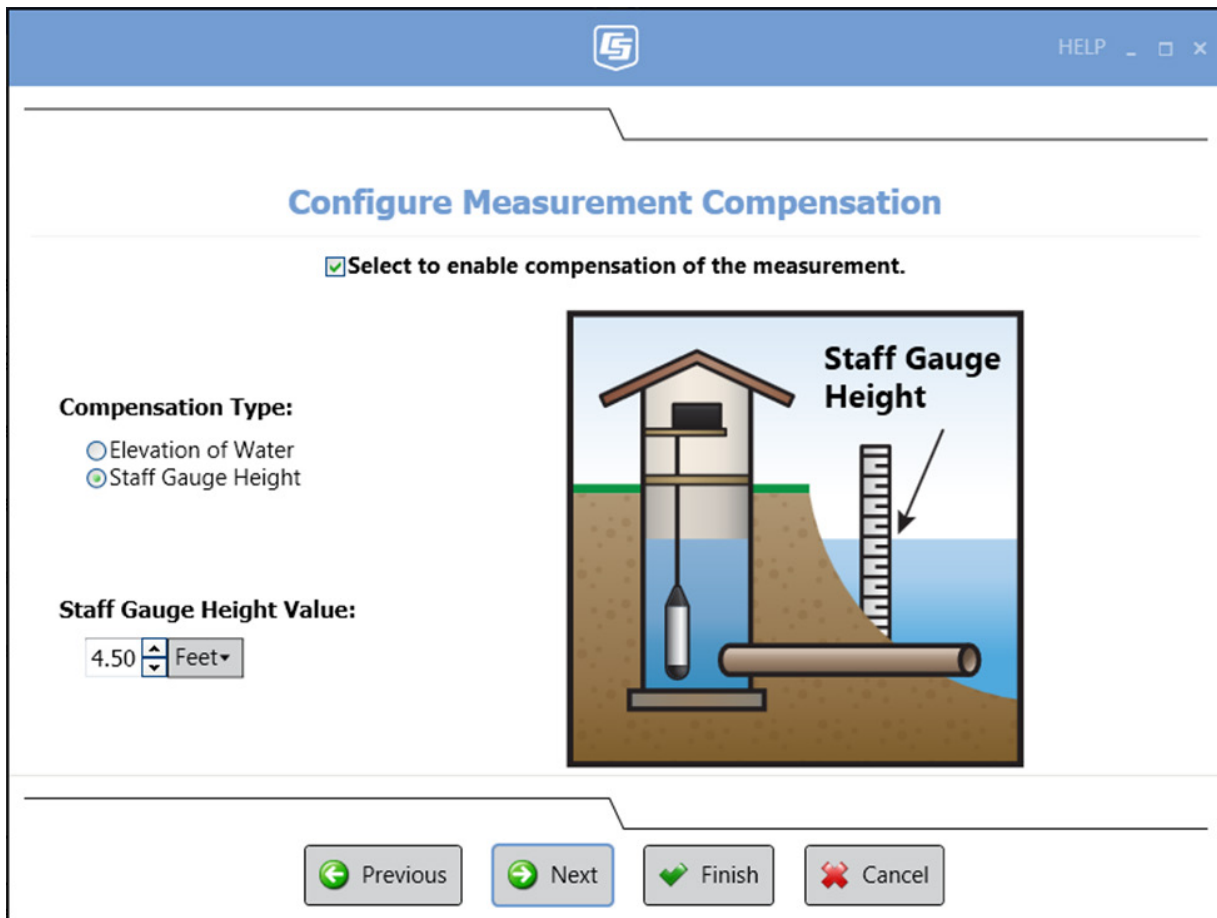 HELP
Configure Measurement Compensation
Select to enable compensation of the measurement.
Staff Gauge
Height
Compensation Type:
Elevation of Water
Staff Gauge Height
Staff Gauge Height Value:
4.50 Feet
Previous Next Finish Cancel